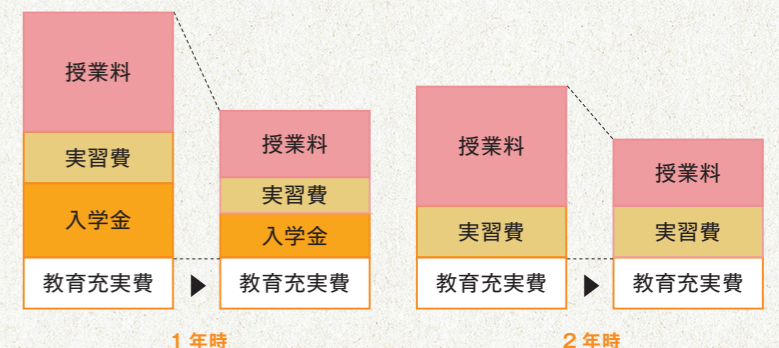 授業料
実習費
入学金
教育充実費
授業料
実習費
入学金
教育充実費
1年時
授業料
実習費
教育充実費
授業料
実習費
教育充実費
2年時